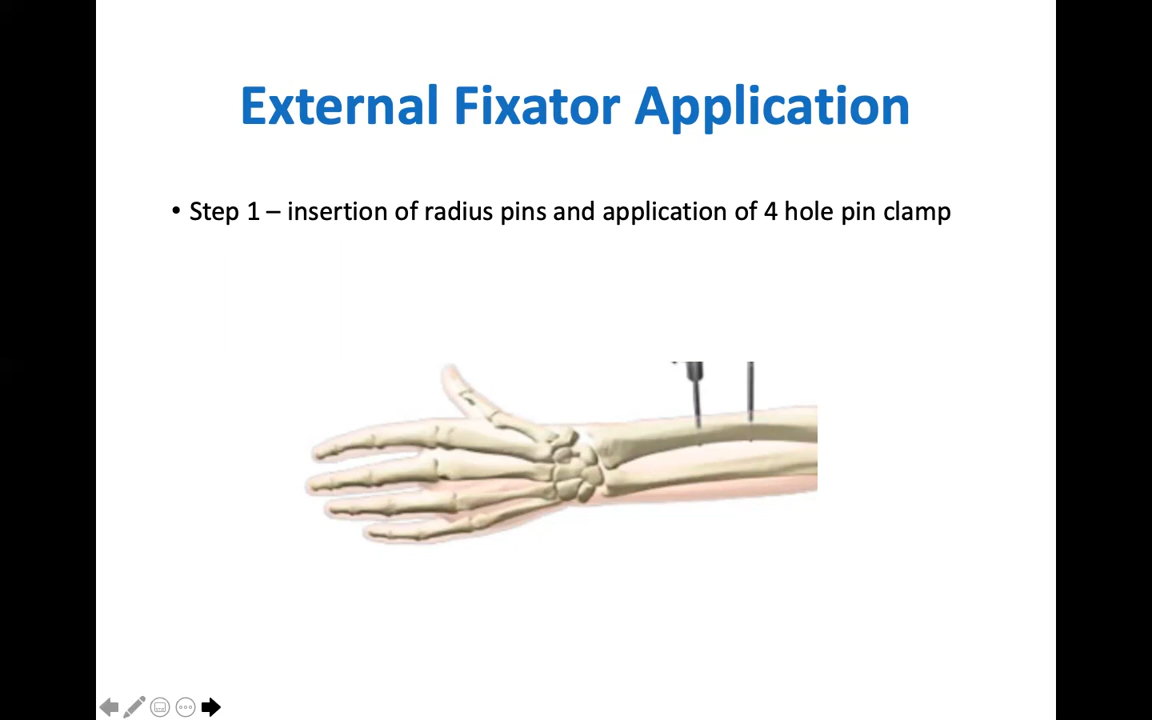 External Fixator Application
• Step 1 – insertion of radius pins and application of 4 hole pin clamp